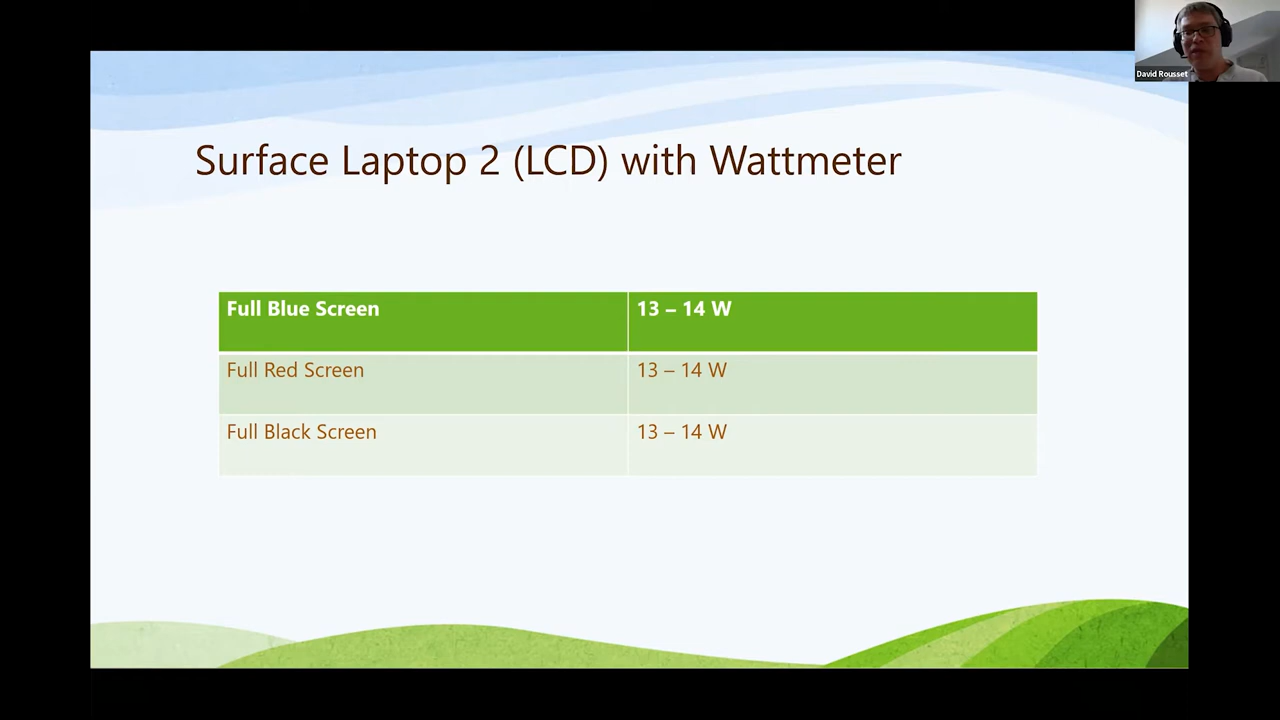 David Rousset
Surface Laptop 2 (LCD) with Wattmeter
Full Blue Screen 13 – 14 W
Full Red Screen 13 – 14 W
Full Black Screen 13 – 14 W